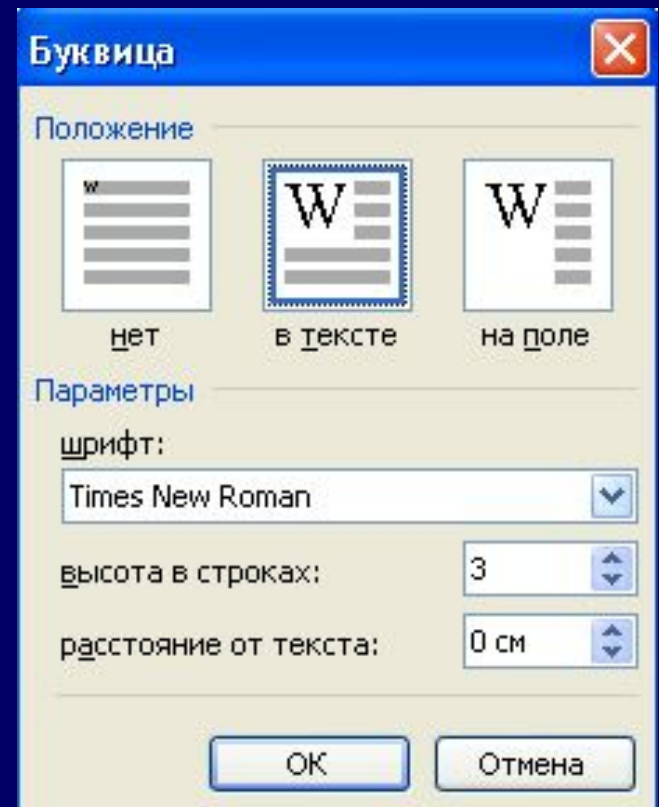 Буквица
Положение
W W W
нет в тексте на поле
Параметры
шрифт:
Times New Roman
высота в строках: 3
расстояние от текста: 0 см
OK Отмена